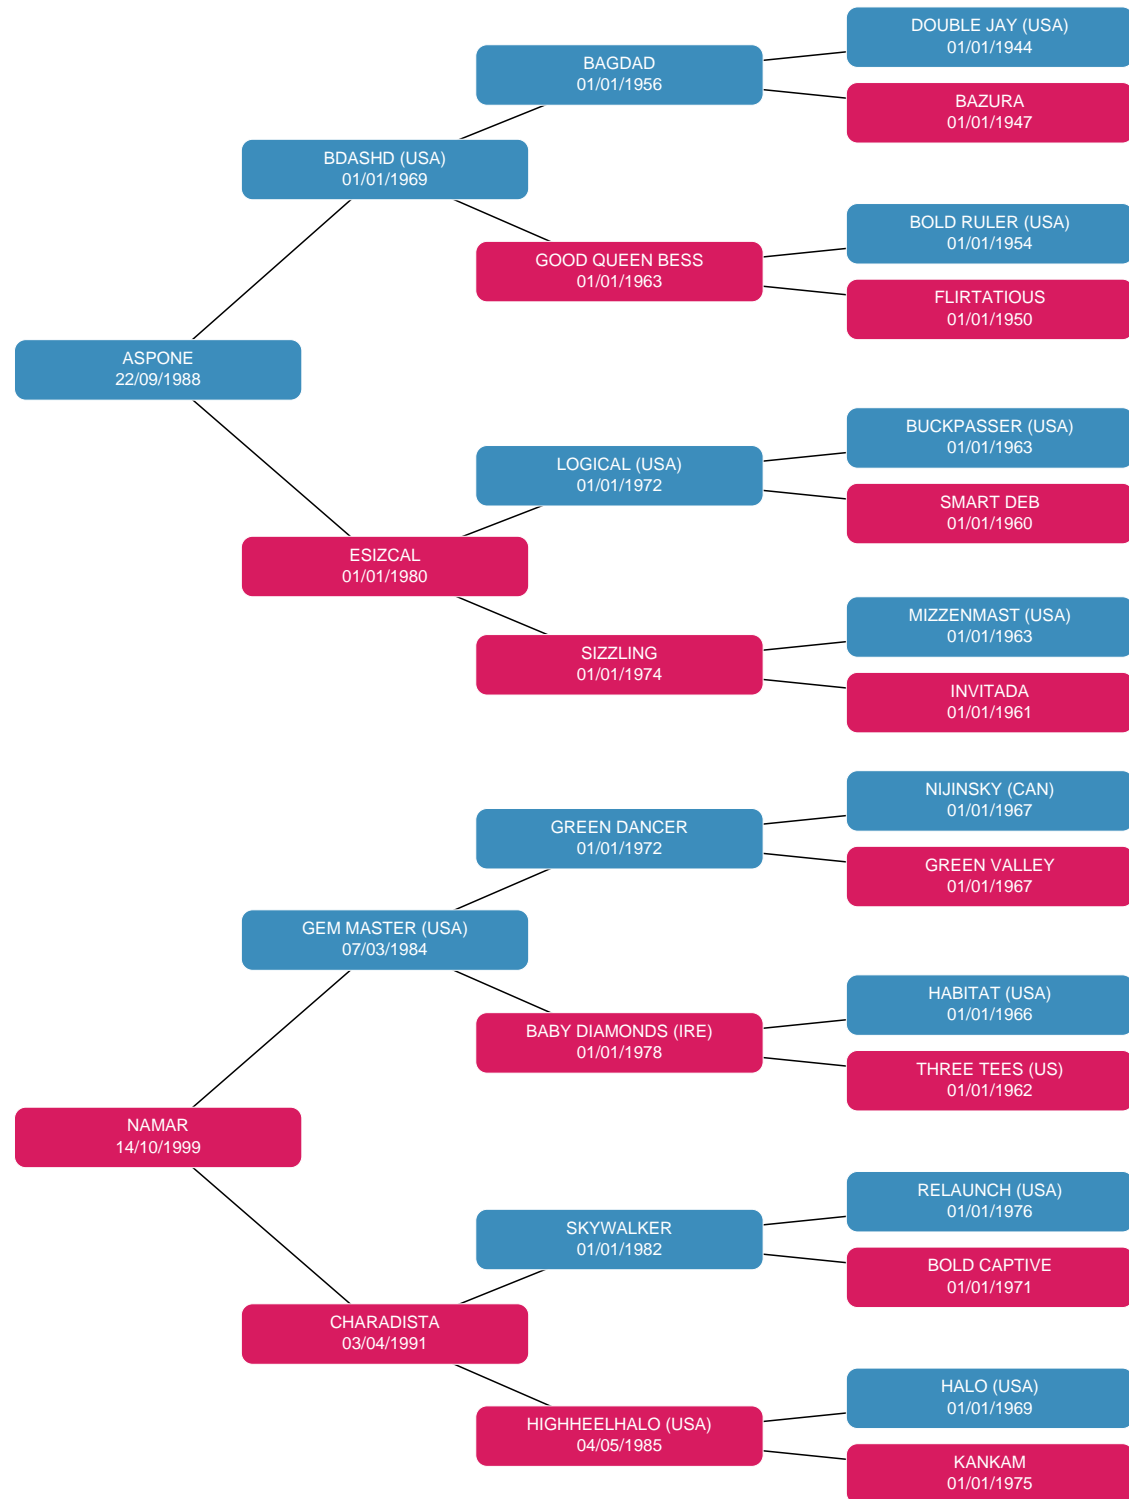 DOUBLE JAY (USA)
01/01/1944
BAGDAD
01/01/1956
BAZURA
01/01/1947
BDASHD (USA)
01/01/1969
BOLD RULER (USA)
01/01/1954
GOOD QUEEN BESS
01/01/1963
FLIRTATIOUS
01/01/1950
ASPONE
22/09/1988
BUCKPASSER (USA)
01/01/1963
LOGICAL (USA)
01/01/1972
SMART DEB
01/01/1960
ESIZCAL
01/01/1980
MIZZENMAST (USA)
01/01/1963
SIZZLING
01/01/1974
INVITADA
01/01/1961
NIJINSKY (CAN)
01/01/1967
GREEN DANCER
01/01/1972
GREEN VALLEY
01/01/1967
GEM MASTER (USA)
07/03/1984
HABITAT (USA)
01/01/1966
BABY DIAMONDS (IRE)
01/01/1978
THREE TEES (US)
01/01/1962
NAMAR
14/10/1999
RELAUNCH (USA)
01/01/1976
SKYWALKER
01/01/1982
BOLD CAPTIVE
01/01/1971
CHARADISTA
03/04/1991
HALO (USA)
01/01/1969
HIGHHEELHALO (USA)
04/05/1985
KANKAM
01/01/1975